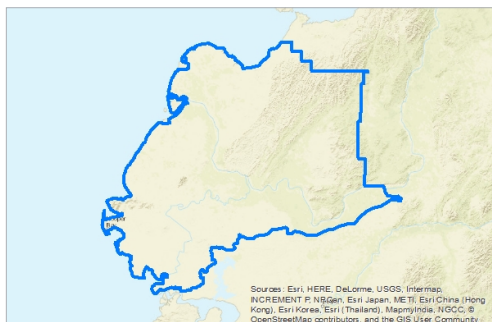 Sources: Esri, HERE, DeLorme, USGS, Intermap,
INCREMENT P, NRCan, Esri Japan, METI, Esri China (Hong
Kong), Esri Korea, Esri (Thailand), MapmyIndia, NGCC, ©
OpenStreetMap contributors, and the GIS User Community